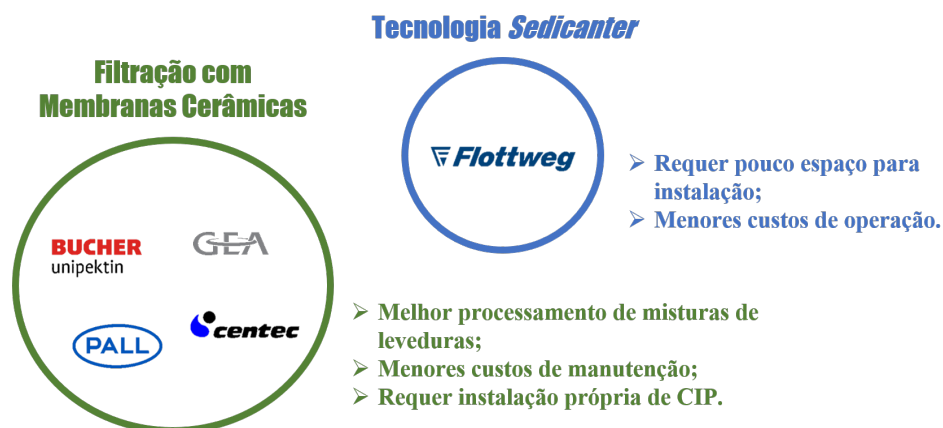 Tecnologia Sedicanter
Filtração com
Membranas Cerâmicas
Flottweg
➢ Requer pouco espaço para
instalação;
➢ Menores custos de operação.
BUCHER
unipektin
GEA
PALL
centec
➢ Melhor processamento de misturas de
leveduras;
➢ Menores custos de manutenção;
➢ Requer instalação própria de CIP.